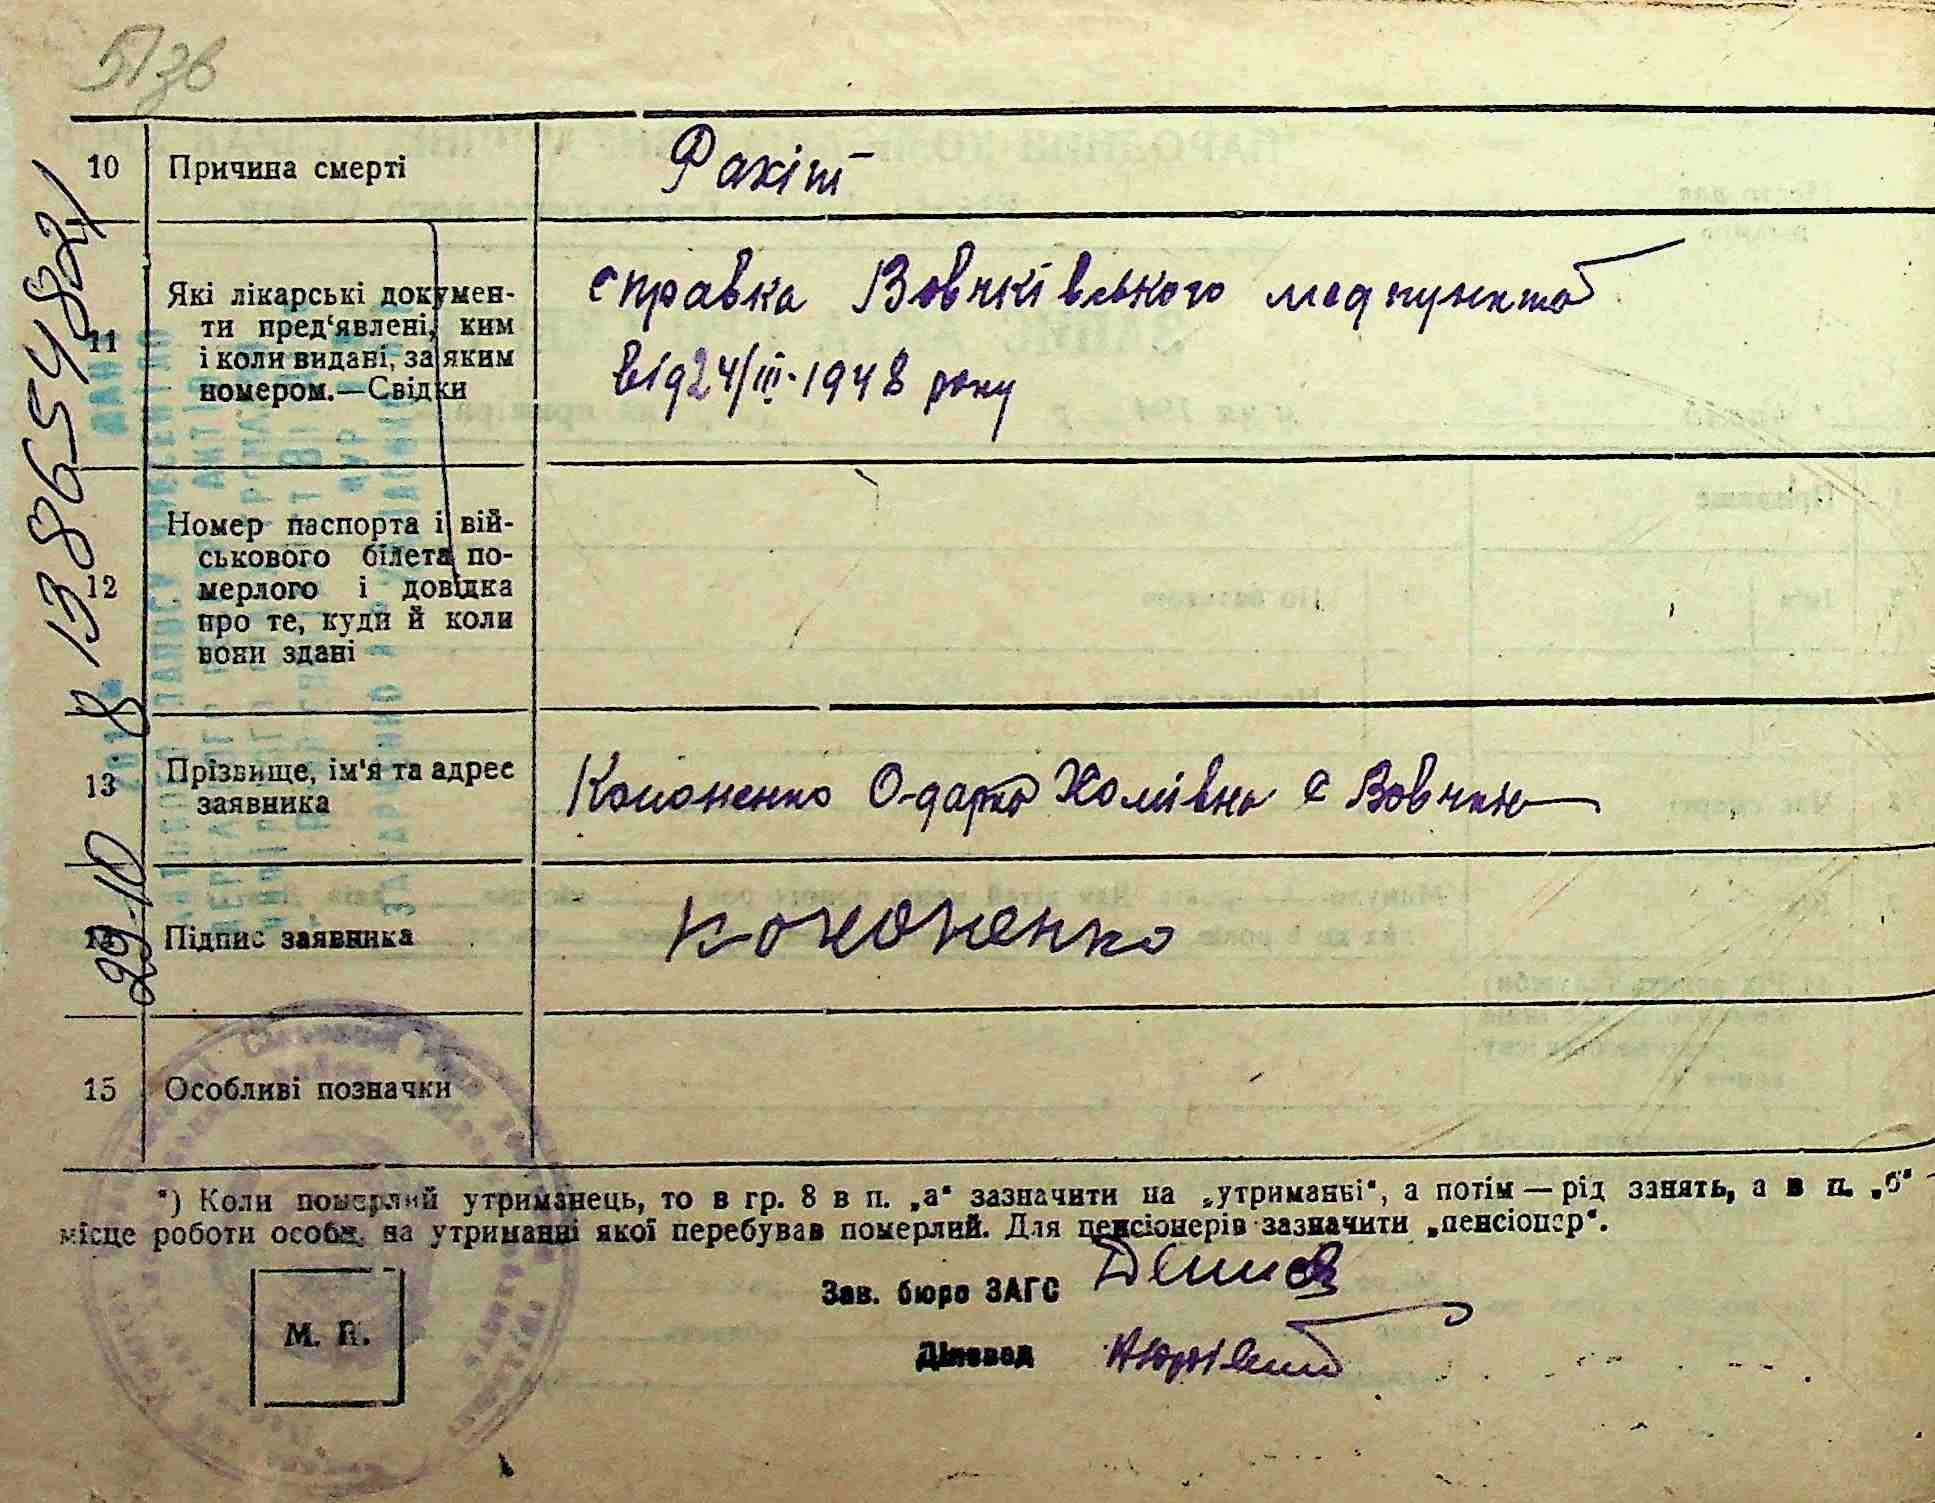 51зв
10 Причина смерті Рахіт
11 Які лікарські докумен-
ти пред'явлені, ким
і коли видані, за яким
номером.—Свідки
справка Вовчківського медпункта
від 24/III-1948 року
12 Номер паспорта і вій-
ськового білета по-
мерлого і довідка
про те, куди й коли
вони здані
13 Прізвище, ім'я та адрес
заявника
Кононенко Одарка Хомівна с Вовчки
14 Підпис заявника Кононенко
15 Особливі позначки
*) Коли померлий утриманець, то в гр. 8 в п. „а“ зазначити на „утриманні“, а потім — рід занять, а в п. „б“
місце роботи особи, на утриманні якої перебував померлий. Для пенсіонерів зазначити „пенсіонер“.
Зав. бюро ЗАГС
Діловод
М. П.